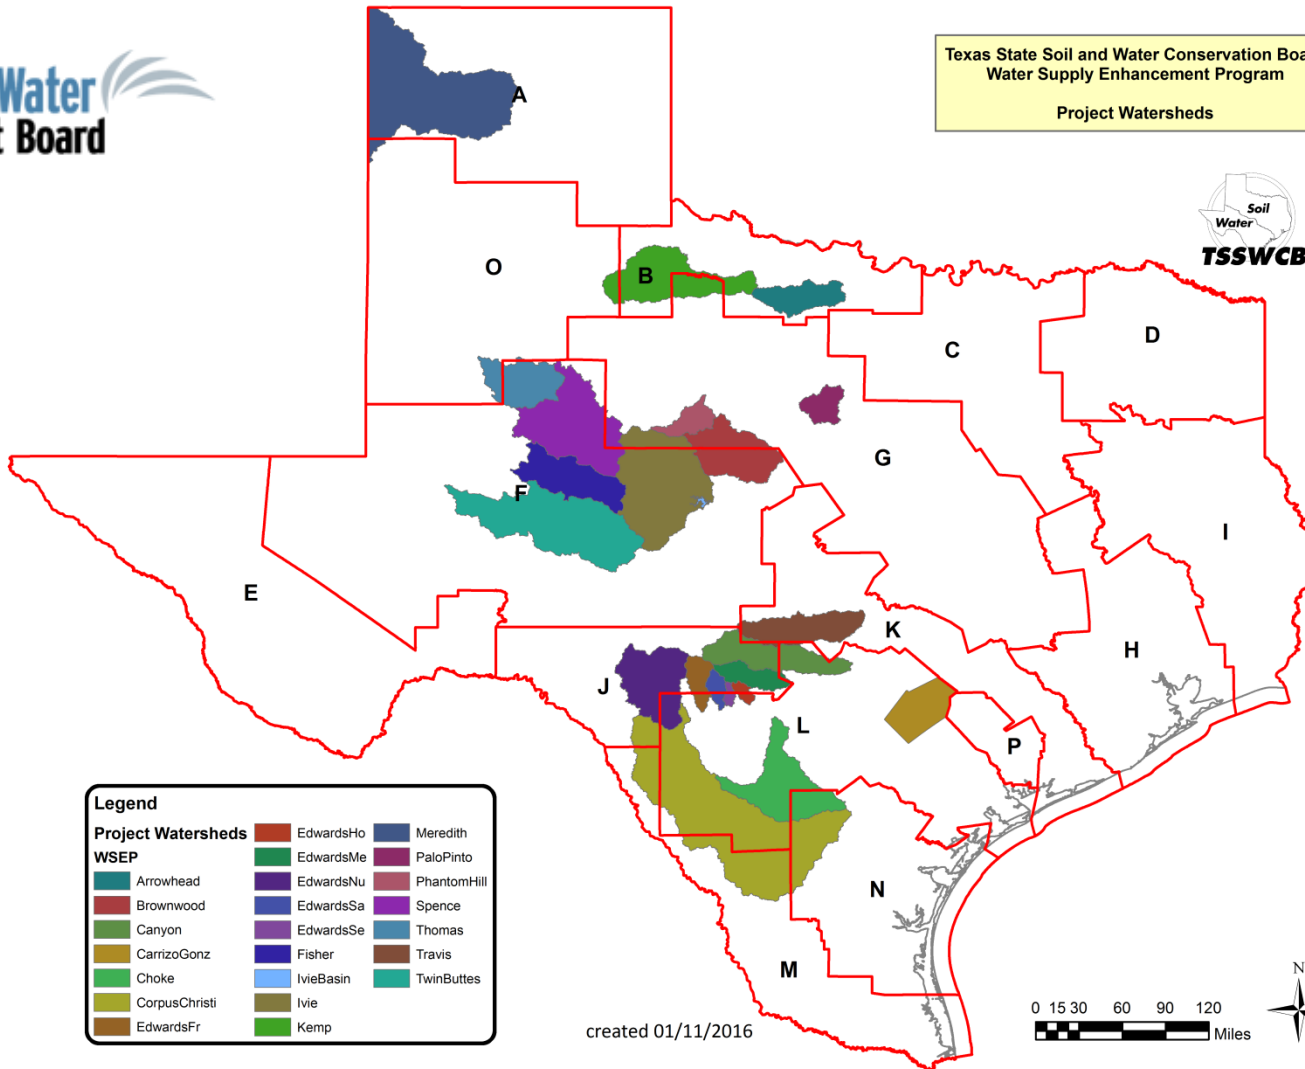 Water
t Board
Texas State Soil and Water Conservation Boa
Water Supply Enhancement Program
Project Watersheds
Soil
Water
TSSWCB
A
O
B
C
D
G
F
E
I
K
H
J
L
P
N
M
Legend
Project Watersheds
WSEP
Arrowhead
Brownwood
Canyon
CarrizoGonz
Choke
CorpusChristi
EdwardsFr
EdwardsHo
EdwardsMe
EdwardsNu
EdwardsSa
EdwardsSe
Fisher
IvieBasin
Ivie
Kemp
Meredith
PaloPinto
PhantomHill
Spence
Thomas
Travis
TwinButtes
created 01/11/2016
N
0 15 30 60 90 120
Miles